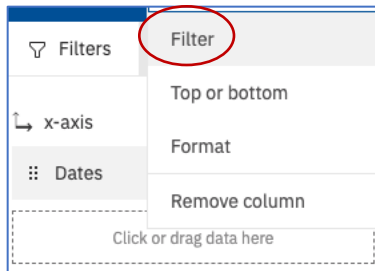 Filters
Filter
Top or bottom
x-axis
Format
Dates
Remove column
Click or drag data here